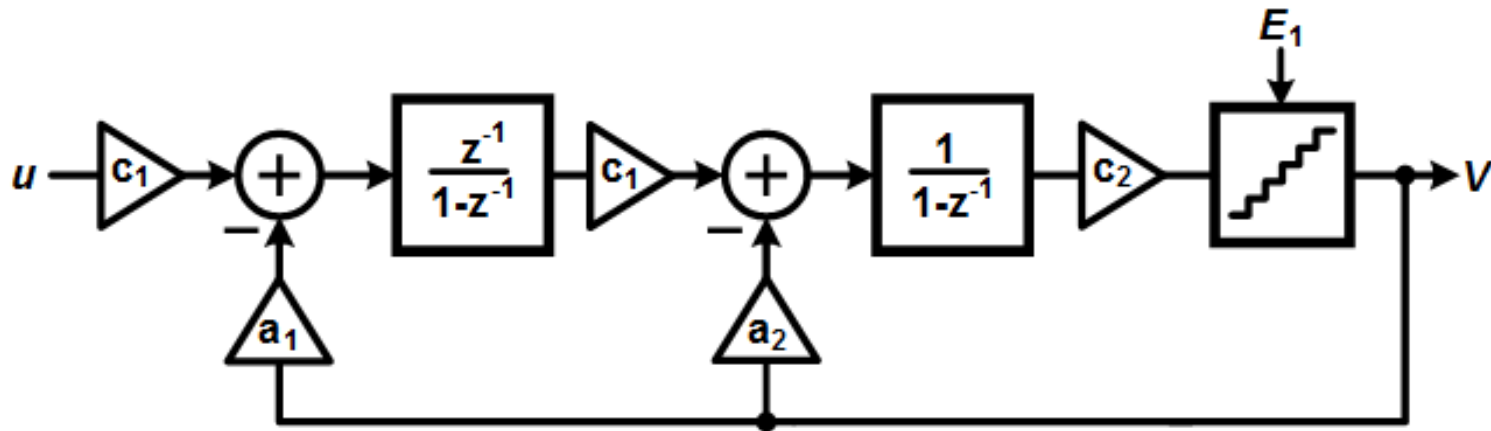 E₁
u c₁ + z⁻¹ / 1-z⁻¹ c₁ + 1 / 1-z⁻¹ c₂ V
− −
a₁ a₂